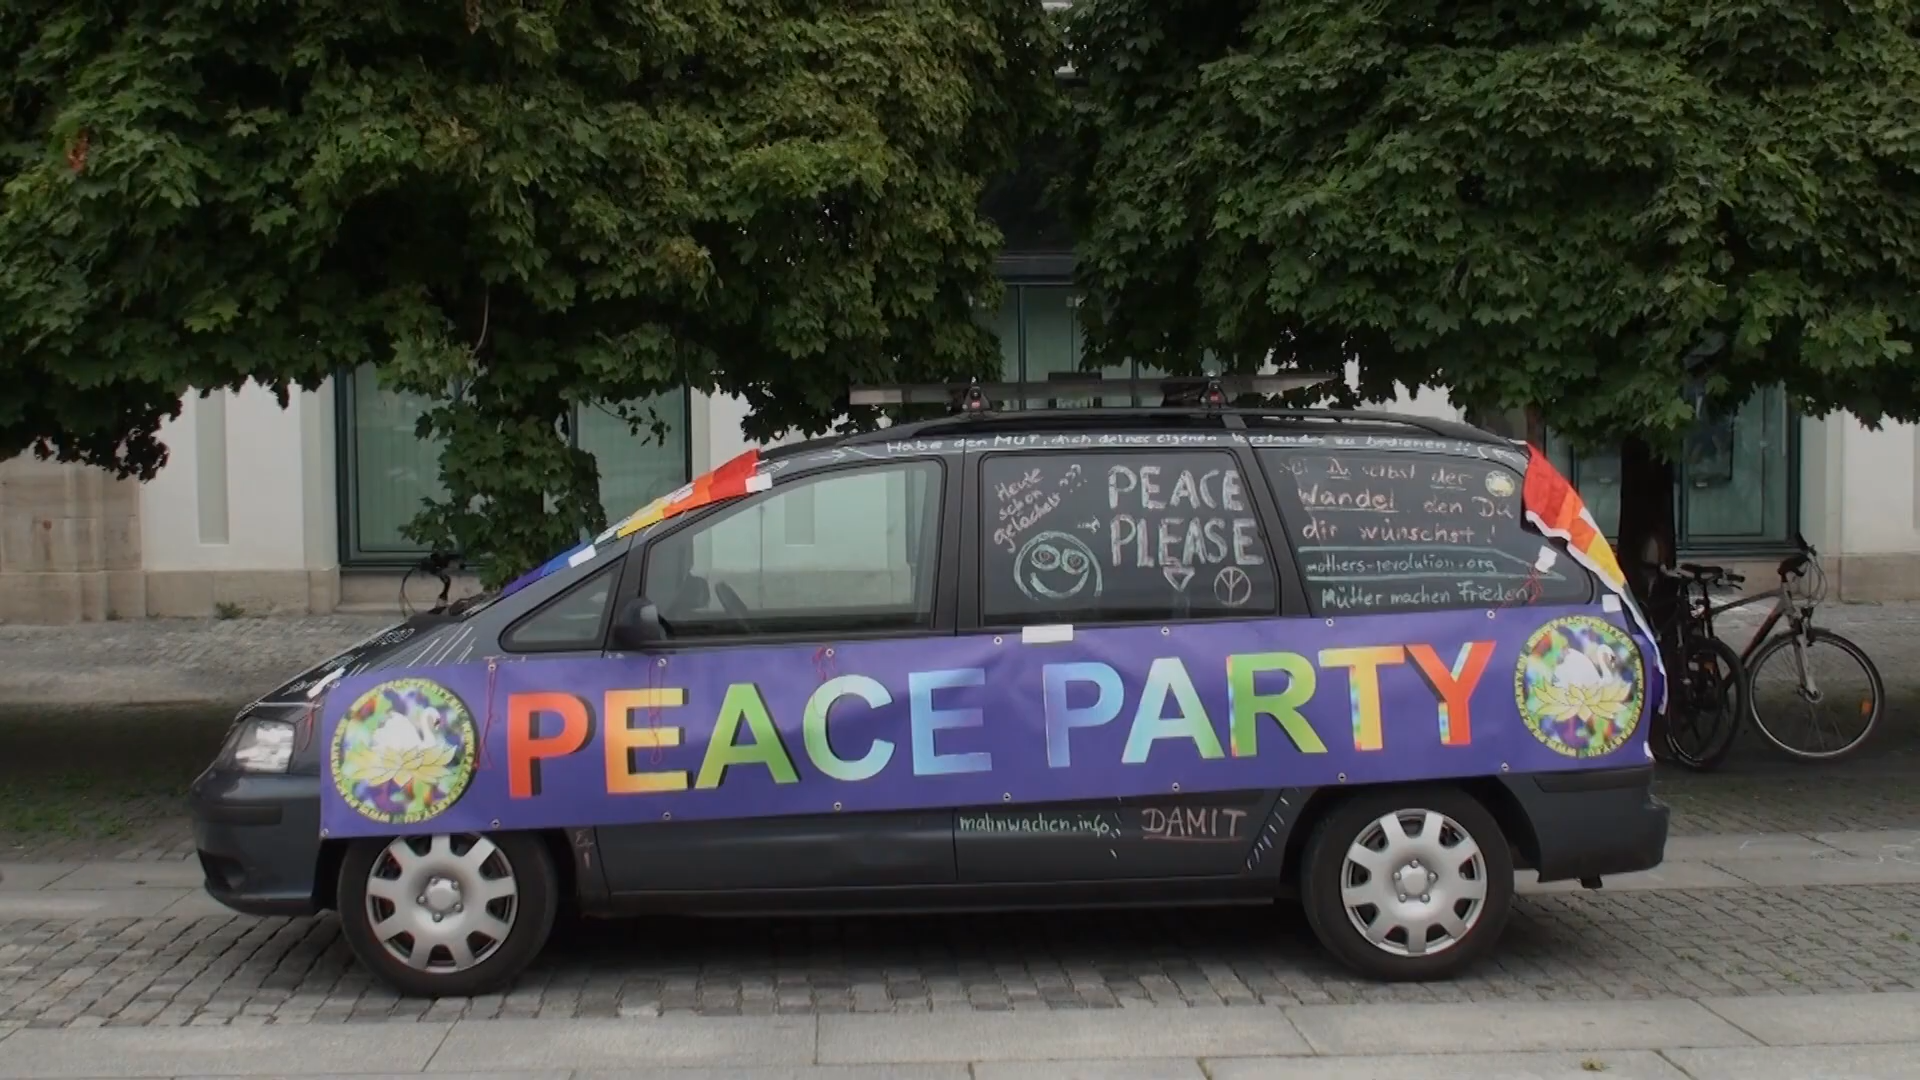 Habe den MUT, dich deines eigenen Verstandes zu bedienen !!
Heute
schon ???
gelacht
PEACE
PLEASE
Sei Du selbst der
Wandel, den Du
dir wünschst !
mothers-revolution.org
Mütter machen Frieden
PEACE PARTY
mahnwachen.info
DAMIT